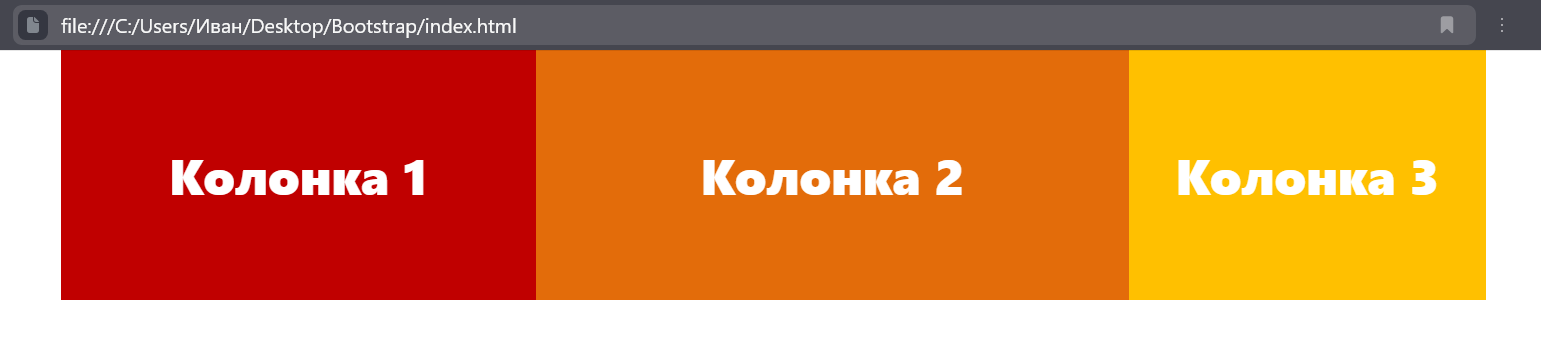 file:///C:/Users/Иван/Desktop/Bootstrap/index.html
Колонка 1 Колонка 2 Колонка 3